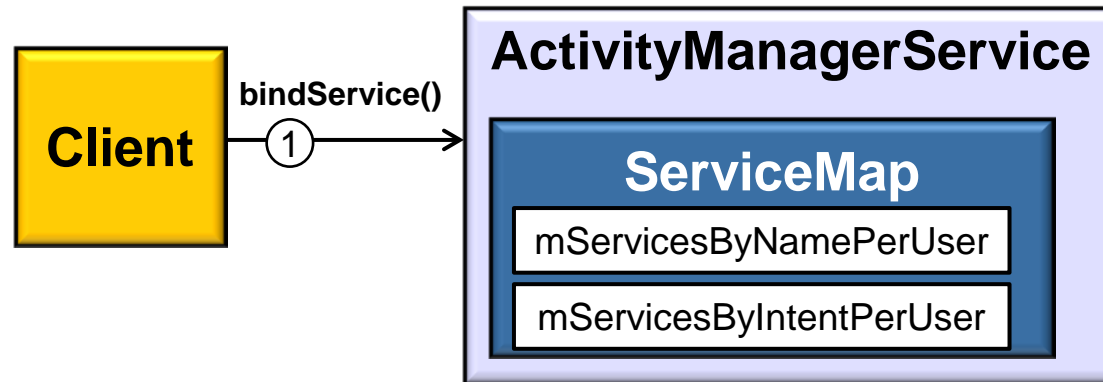 ActivityManagerService
bindService()
Client
1
ServiceMap
mServicesByNamePerUser
mServicesByIntentPerUser